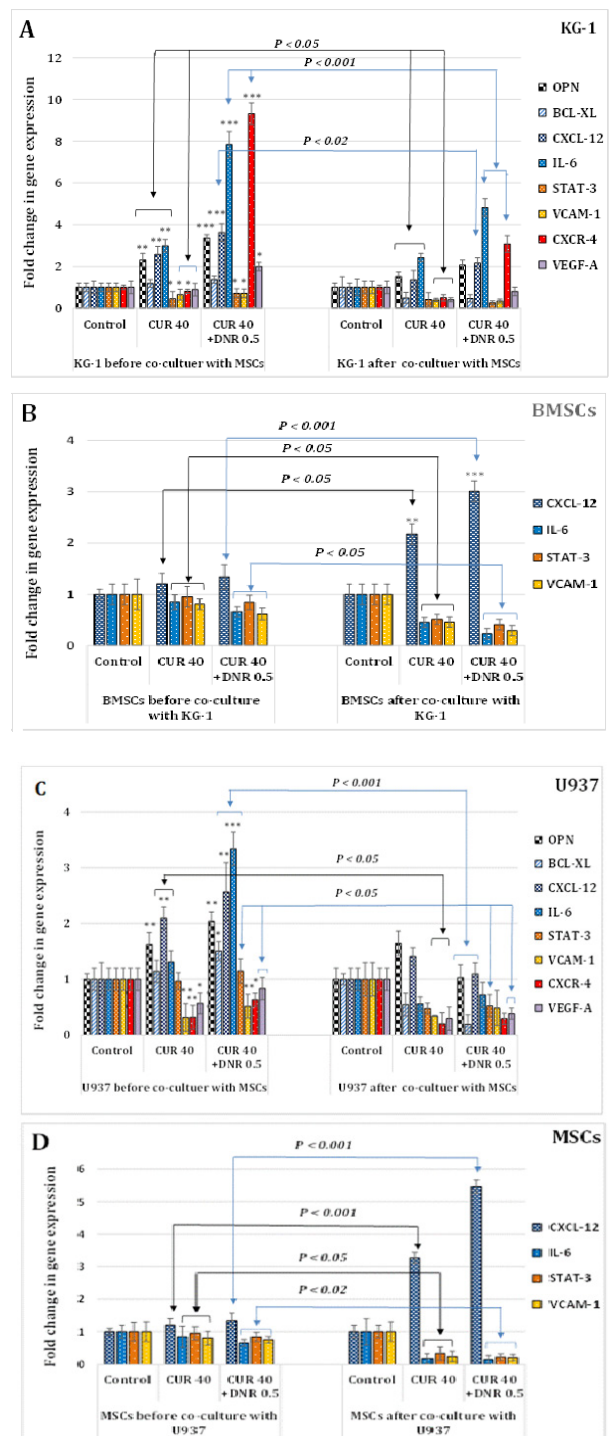 A
KG-1
P < 0.05
P < 0.001
P < 0.02
Fold change in gene expression
12
10
8
6
4
2
0
** ** ** * * *
*** *** *** *** * * *
OPN
BCL-XL
CXCL-12
IL-6
STAT-3
VCAM-1
CXCR-4
VEGF-A
Control CUR 40 CUR 40 +DNR 0.5 Control CUR 40 CUR 40 +DNR 0.5
KG-1 before co-cultuer with MSCs KG-1 after co-cultuer with MSCs
B
BMSCs
P < 0.001
P < 0.05
P < 0.05
P < 0.05
Fold change in gene expression
4
3
2
1
0
** ***
CXCL-12
IL-6
STAT-3
VCAM-1
Control CUR 40 CUR 40 +DNR 0.5 Control CUR 40 CUR 40 +DNR 0.5
BMSCs before co-culture with KG-1 BMSCs after co-culture with KG-1
C
U937
P < 0.001
P < 0.05
P < 0.05
Fold change in gene expression
4
3
2
1
0
OPN
BCL-XL
CXCL-12
IL-6
STAT-3
VCAM-1
CXCR-4
VEGF-A
Control CUR 40 CUR 40 +DNR 0.5 Control CUR 40 CUR 40 +DNR 0.5
U937 before co-cultuer with MSCs U937 after co-cultuer with MSCs
D
MSCs
P < 0.001
P < 0.001
P < 0.05
P < 0.02
Fold change in gene expression
6
5
4
3
2
1
0
CXCL-12
IL-6
STAT-3
VCAM-1
Control CUR 40 CUR 40 +DNR 0.5 Control CUR 40 CUR 40 +DNR 0.5
MSCs before co-culture with U937 MSCs after co-culture with U937